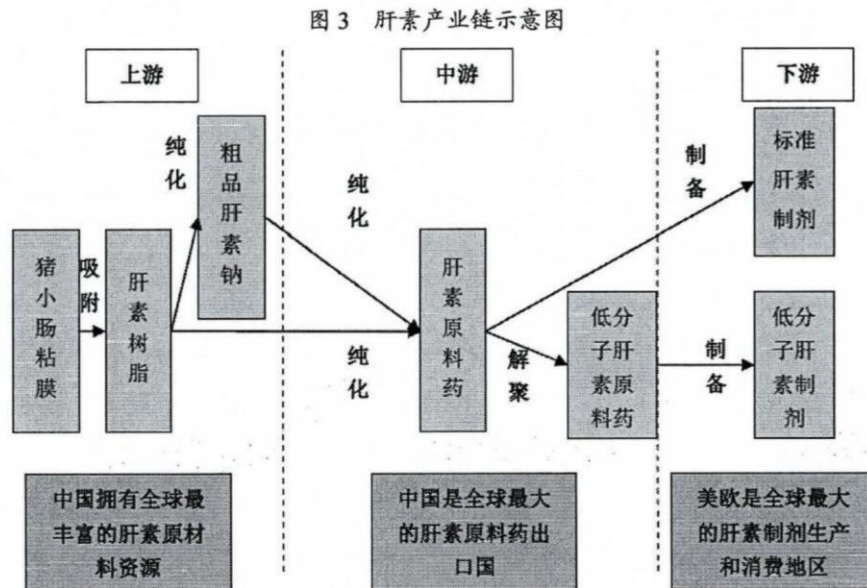 图3 肝素产业链示意图
上游
中游
下游
纯化
粗品肝素钠
纯化
制备
标准
肝素
制剂
猪小肠粘膜
吸附
肝素树脂
纯化
肝素原料药
解聚
低分
子肝
素原
料药
制备
低分
子肝
素制
剂
中国拥有全球最
丰富的肝素原材
料资源
中国是全球最大
的肝素原料药出
口国
美欧是全球最大
的肝素制剂生产
和消费地区